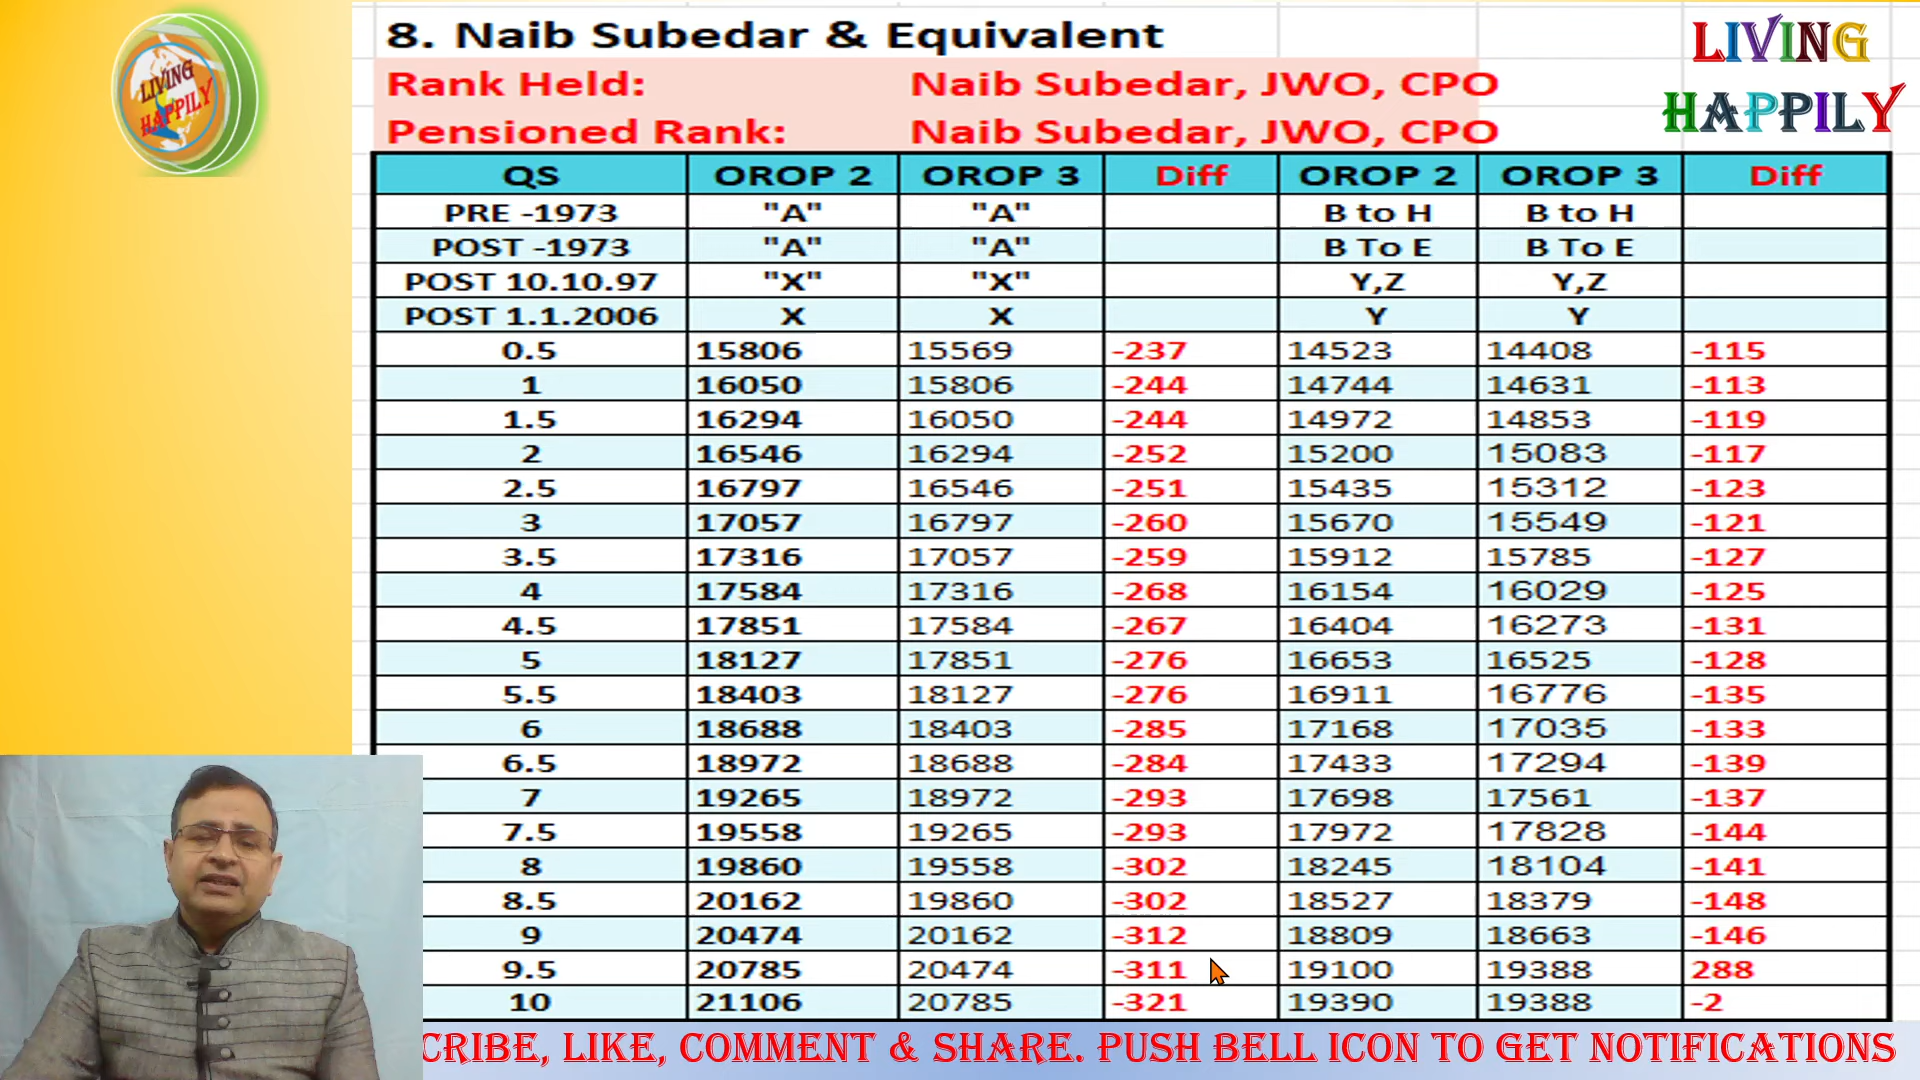 8. Naib Subedar & Equivalent
Rank Held: Naib Subedar, JWO, CPO
Pensioned Rank: Naib Subedar, JWO, CPO
LIVING
HAPPILY
LIVING
HAPPILY
QS OROP 2 OROP 3 Diff OROP 2 OROP 3 Diff
PRE -1973 "A" "A" B to H B to H
POST -1973 "A" "A" B To E B To E
POST 10.10.97 "X" "X" Y,Z Y,Z
POST 1.1.2006 X X Y Y
0.5 15806 15569 -237 14523 14408 -115
1 16050 15806 -244 14744 14631 -113
1.5 16294 16050 -244 14972 14853 -119
2 16546 16294 -252 15200 15083 -117
2.5 16797 16546 -251 15435 15312 -123
3 17057 16797 -260 15670 15549 -121
3.5 17316 17057 -259 15912 15785 -127
4 17584 17316 -268 16154 16029 -125
4.5 17851 17584 -267 16404 16273 -131
5 18127 17851 -276 16653 16525 -128
5.5 18403 18127 -276 16911 16776 -135
6 18688 18403 -285 17168 17035 -133
6.5 18972 18688 -284 17433 17294 -139
7 19265 18972 -293 17698 17561 -137
7.5 19558 19265 -293 17972 17828 -144
8 19860 19558 -302 18245 18104 -141
8.5 20162 19860 -302 18527 18379 -148
9 20474 20162 -312 18809 18663 -146
9.5 20785 20474 -311 19100 19388 288
10 21106 20785 -321 19390 19388 -2
CRIBE, LIKE, COMMENT & SHARE. PUSH BELL ICON TO GET NOTIFICATIONS